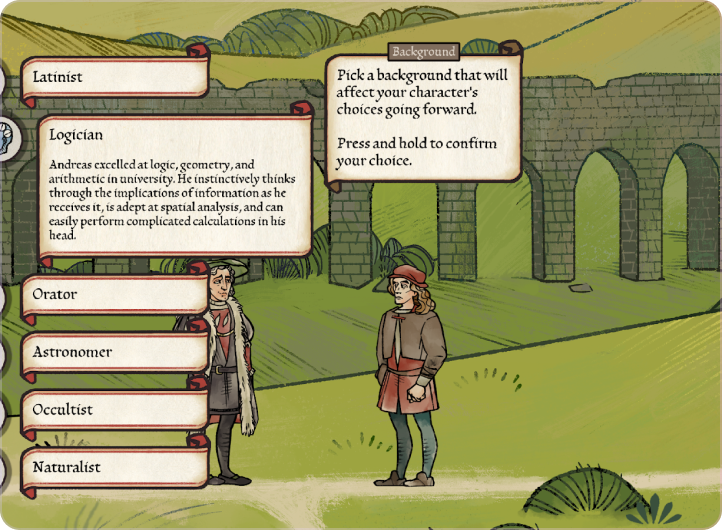 Latinist
Logician
Andreas excelled at logic, geometry, and
arithmetic in university. He instinctively thinks
through the implications of information as he
receives it, is adept at spatial analysis, and can
easily perform complicated calculations in his
head.
Orator
Astronomer
Occultist
Naturalist
Background
Pick a background that will
affect your character's
choices going forward.
Press and hold to confirm
your choice.